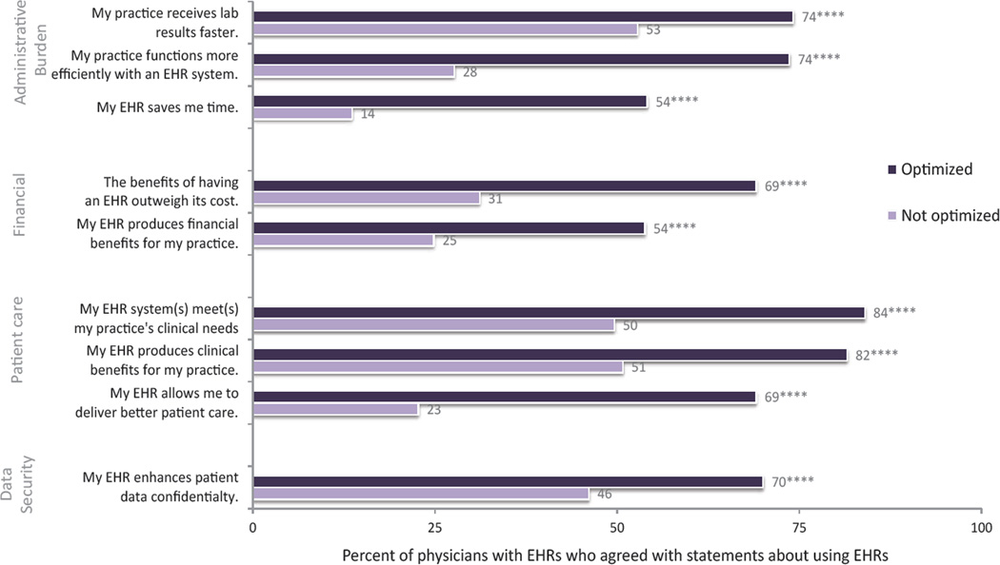 Administrative
Burden
My practice receives lab
results faster.
74****
53
My practice functions more
efficiently with an EHR system.
74****
28
My EHR saves me time.
54****
14
Financial
The benefits of having
an EHR outweigh its cost.
69****
31
My EHR produces financial
benefits for my practice.
54****
25
Optimized
Not optimized
Patient care
My EHR system(s) meet(s)
my practice's clinical needs
84****
50
My EHR produces clinical
benefits for my practice.
82****
51
My EHR allows me to
deliver better patient care.
69****
23
Data
Security
My EHR enhances patient
data confidentialty.
70****
46
0 25 50 75 100
Percent of physicians with EHRs who agreed with statements about using EHRs